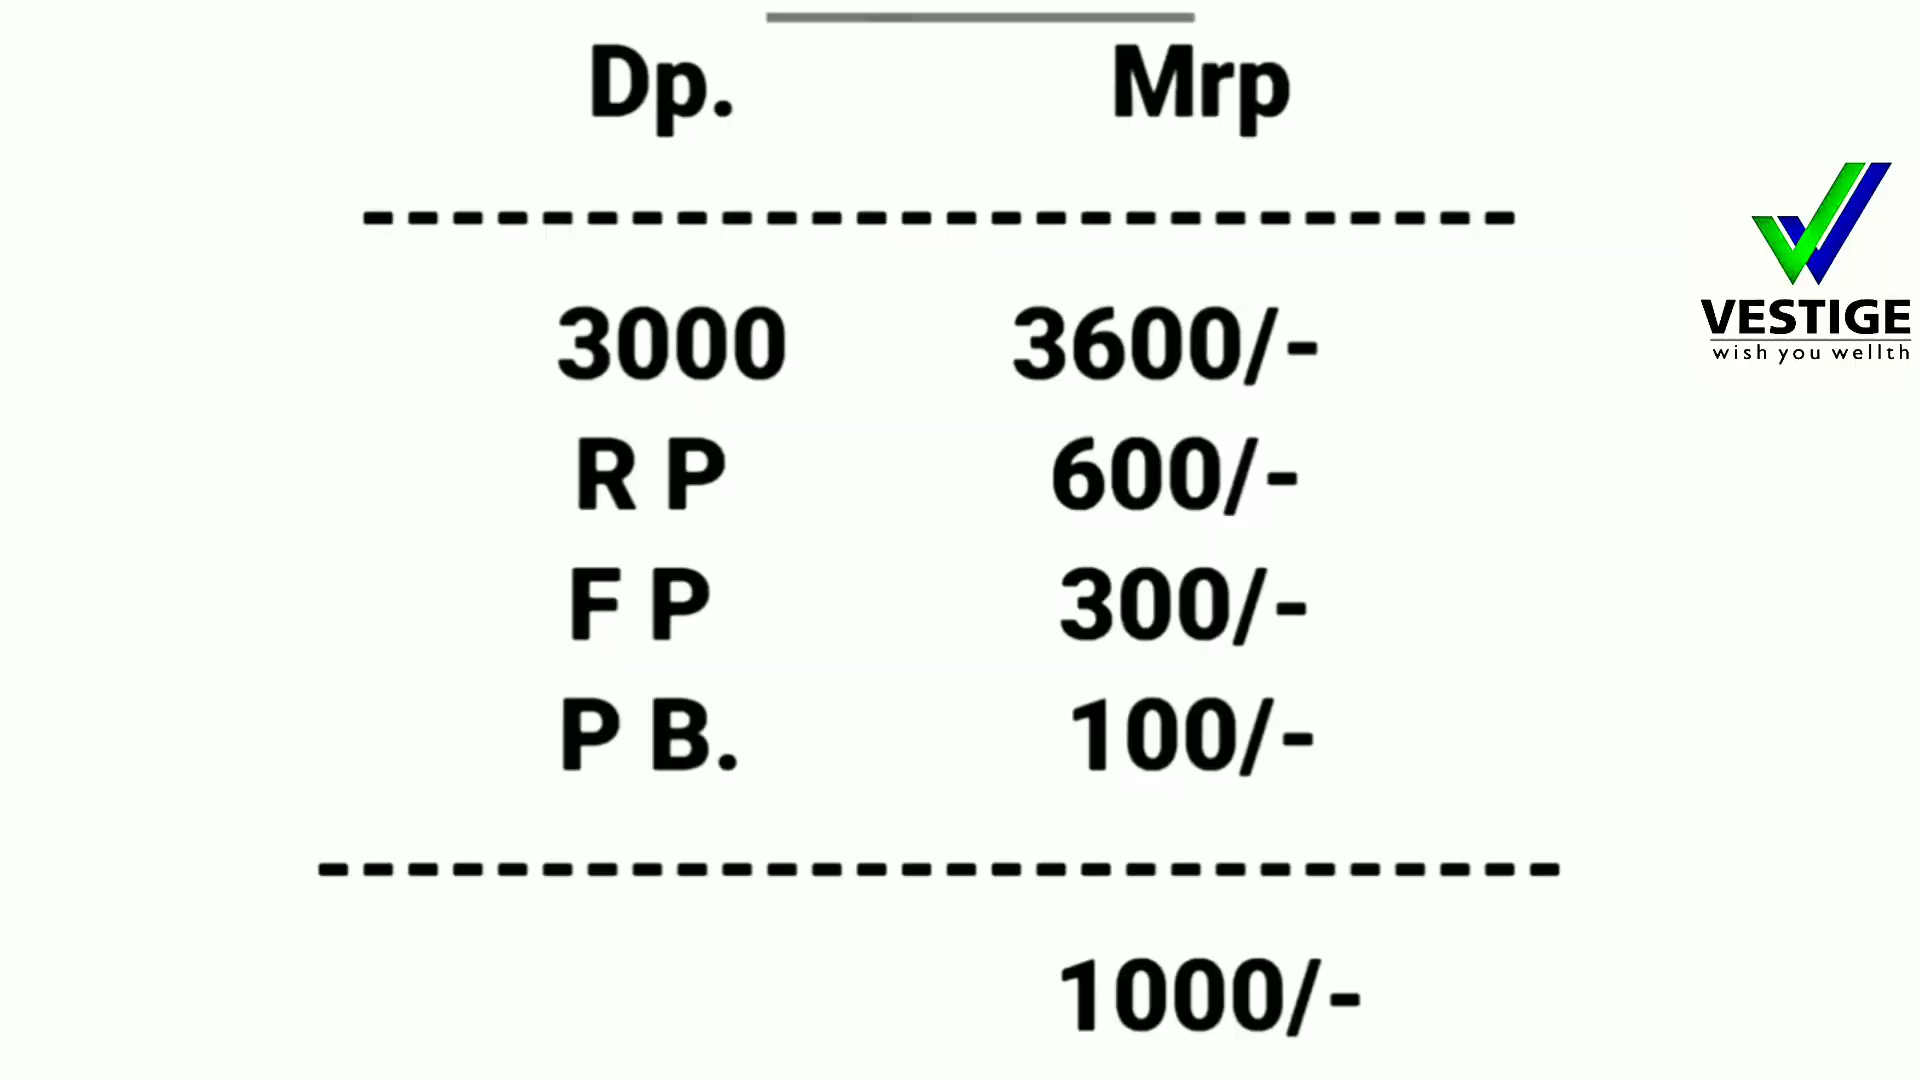 Dp. Mrp
- - - - - - - - - - - - - - - - - - - - - - - - - -
3000 3600/-
R P 600/-
F P 300/-
P B. 100/-
- - - - - - - - - - - - - - - - - - - - - - - - - - - -
1000/-
VESTIGE
wish you wellth